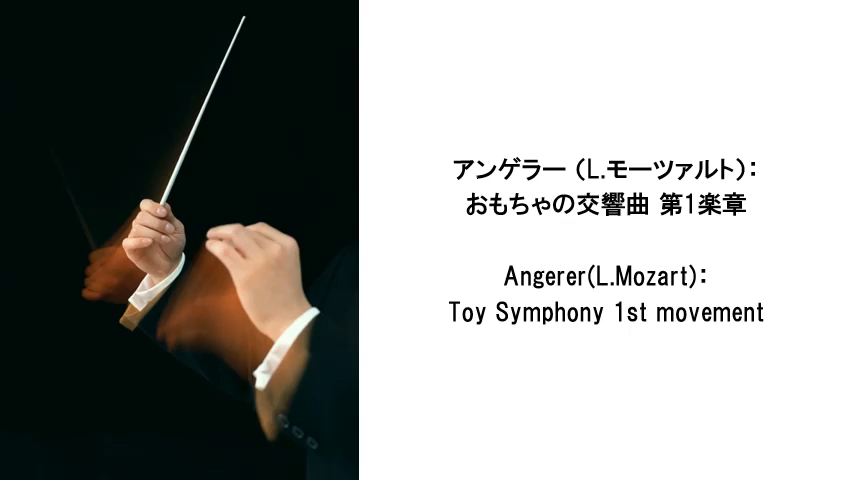 アンゲラー （L.モーツァルト）：
おもちゃの交響曲 第1楽章
Angerer(L.Mozart)：
Toy Symphony 1st movement